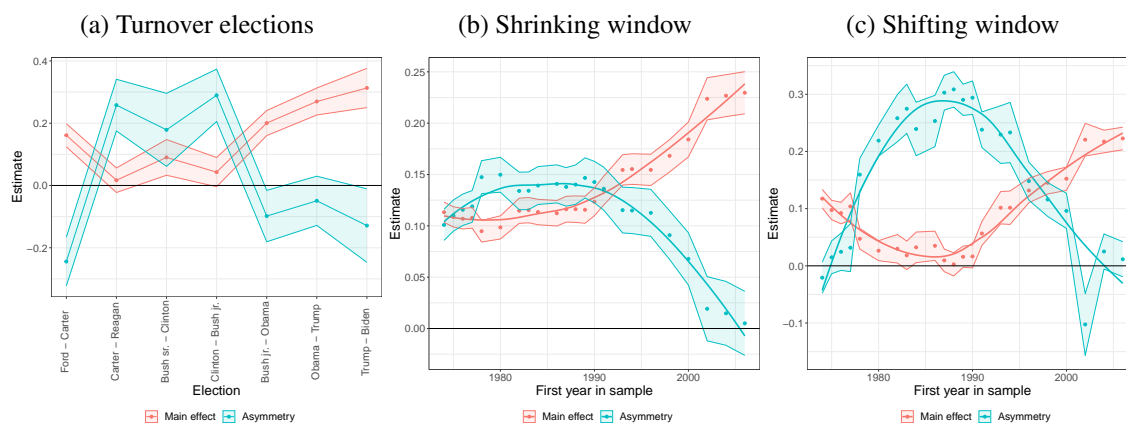 (a) Turnover elections
0.4
0.2
0.0
−0.2
Estimate
Ford − Carter
Carter − Reagan
Bush sr. − Clinton
Clinton − Bush jr.
Bush jr. − Obama
Obama − Trump
Trump − Biden
Election
Main effect Asymmetry
(b) Shrinking window
0.25
0.20
0.15
0.10
0.05
0.00
Estimate
1980 1990 2000
First year in sample
Main effect Asymmetry
(c) Shifting window
0.3
0.2
0.1
0.0
−0.1
Estimate
1980 1990 2000
First year in sample
Main effect Asymmetry